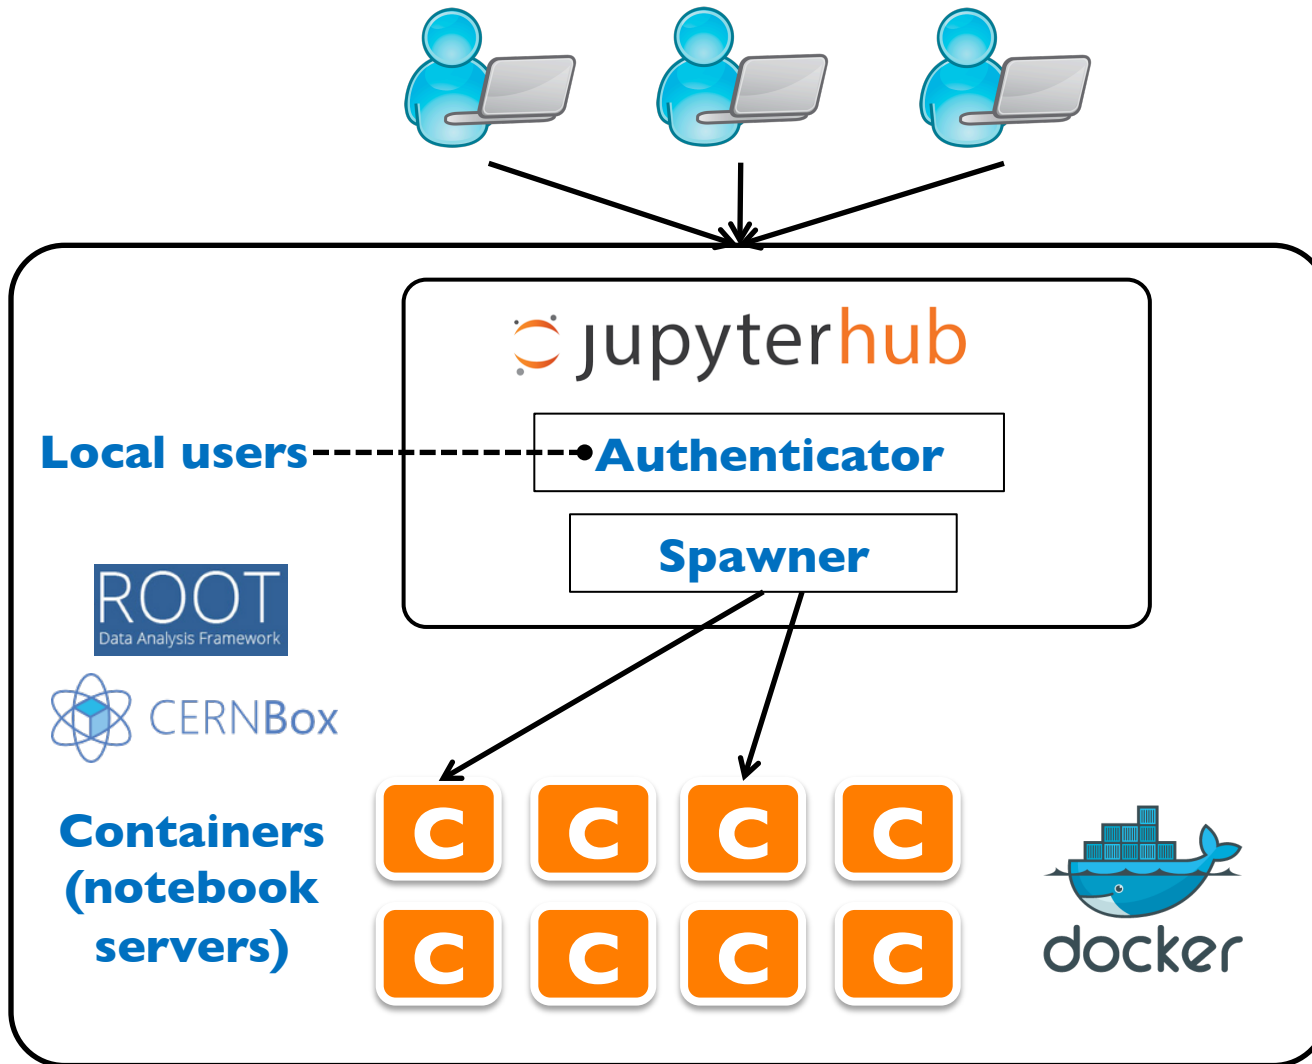 jupyterhub
Local users
Authenticator
Spawner
ROOT
Data Analysis Framework
CERNBox
Containers
(notebook
servers)
C C C C
C C C C
docker